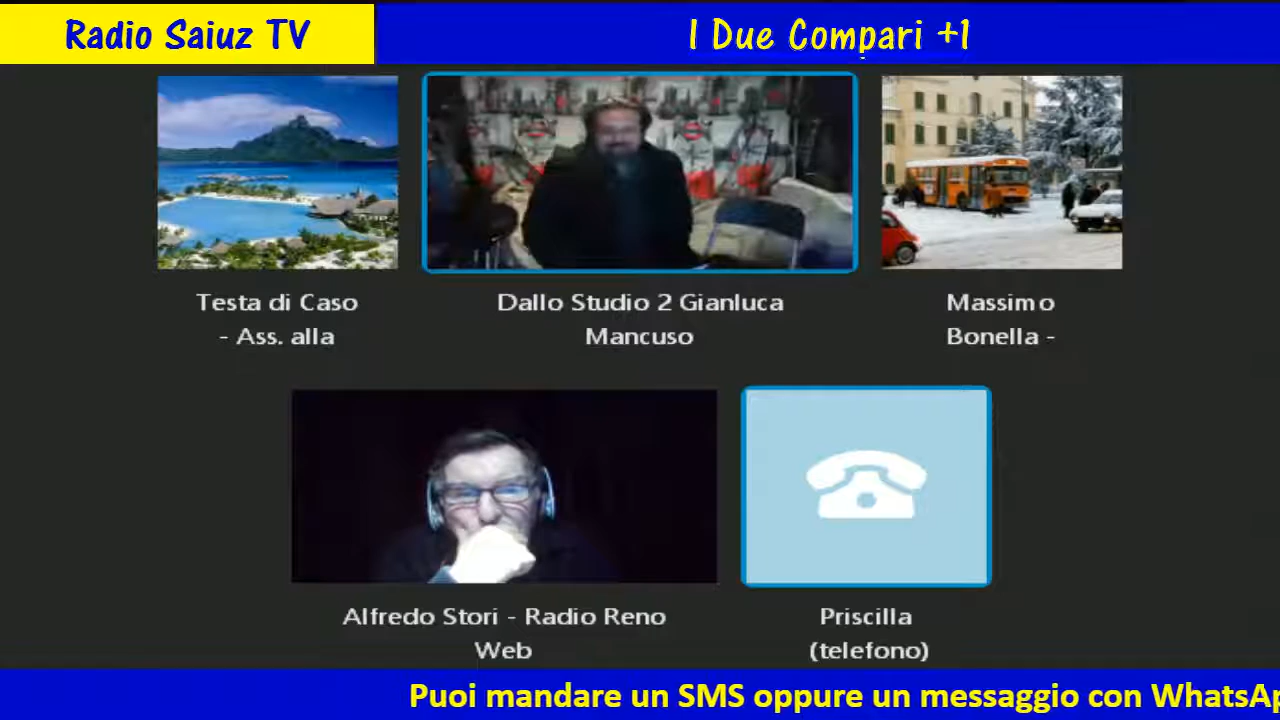 Radio Saiuz TV
I Due Compari +1
Testa di Caso
- Ass. alla
Dallo Studio 2 Gianluca
Mancuso
Massimo
Bonella -
Alfredo Stori - Radio Reno
Web
Priscilla
(telefono)
Puoi mandare un SMS oppure un messaggio con WhatsAp